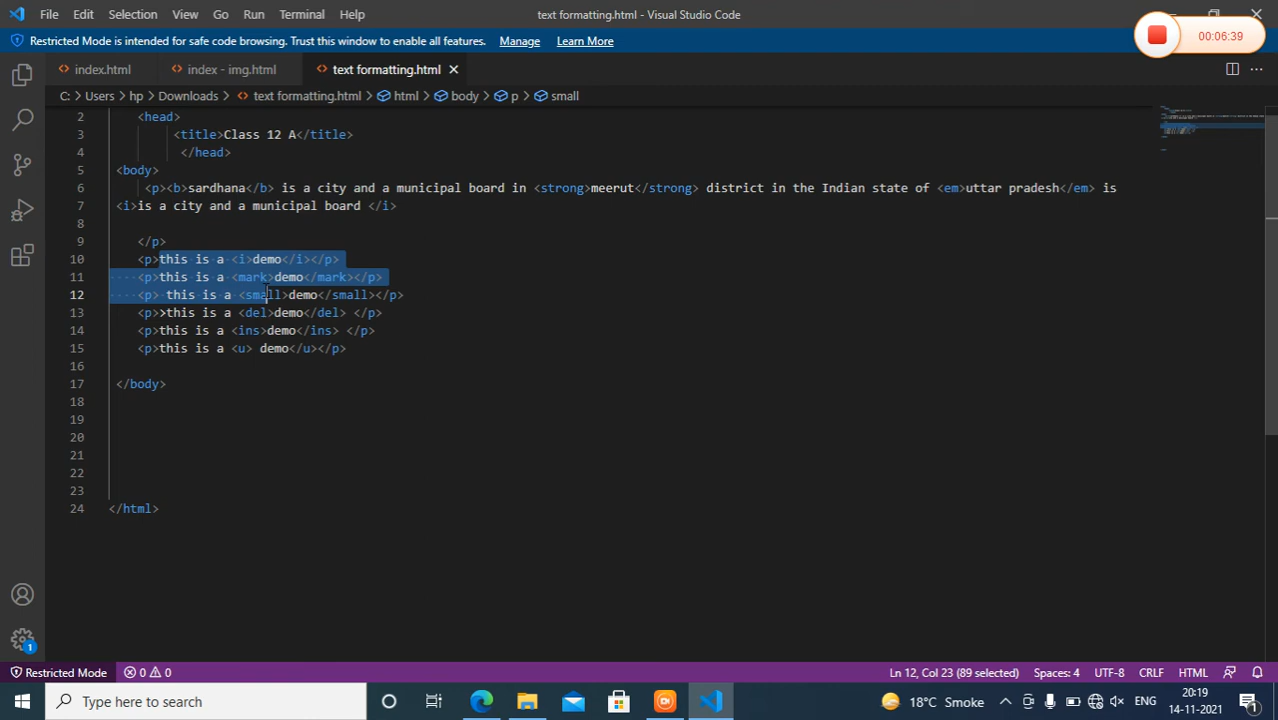 File Edit Selection View Go Run Terminal Help
text formatting.html - Visual Studio Code
Restricted Mode is intended for safe code browsing. Trust this window to enable all features. Manage Learn More
00:06:39
index.html
index - img.html
text formatting.html
C: > Users > hp > Downloads > text formatting.html > html > body > p > small
2 <head>
3 <title>Class 12 A</title>
4 </head>
5 <body>
6 <p><b>sardhana</b> is a city and a municipal board in <strong>meerut</strong> district in the Indian state of <em>uttar pradesh</em> is
7 <i>is a city and a municipal board </i>
8
9 </p>
10 <p>this is a <i>demo</i></p>
11 <p>this is a <mark>demo</mark></p>
12 <p> this is a <small>demo</small></p>
13 <p>>this is a <del>demo</del> </p>
14 <p>this is a <ins>demo</ins> </p>
15 <p>this is a <u> demo</u></p>
16
17 </body>
18
19
20
21
22
23
24 </html>
1
Restricted Mode 0 0
Ln 12, Col 23 (89 selected) Spaces: 4 UTF-8 CRLF HTML
Type here to search
18°C Smoke
ENG
20:19
14-11-2021
1